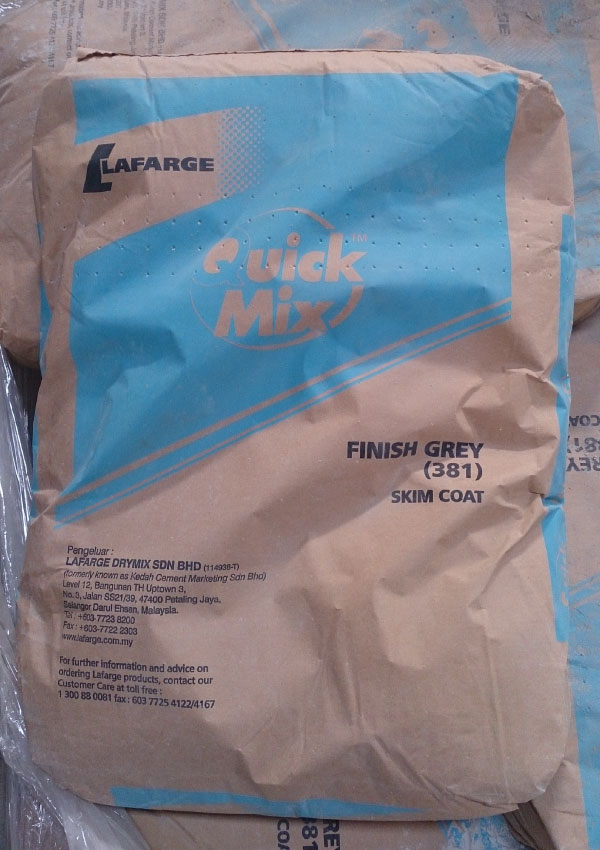 LAFARGE
Quick TM
Mix
FINISH GREY
(381)
SKIM COAT
Pengeluar :
LAFARGE DRYMIX SDN BHD (114936-T)
(formerly known as Kedah Cement Marketing Sdn Bhd)
Level 12, Bangunan TH Uptown 3,
No.3, Jalan SS21/39, 47400 Petaling Jaya,
Selangor Darul Ehsan, Malaysia.
Tel : +603-7723 8200
Fax : +603-7722 2303
www.lafarge.com.my
For further information and advice on
ordering Lafarge products, contact our
Customer Care at toll free :
1 300 88 0081 fax : 603 7725 4122/4167